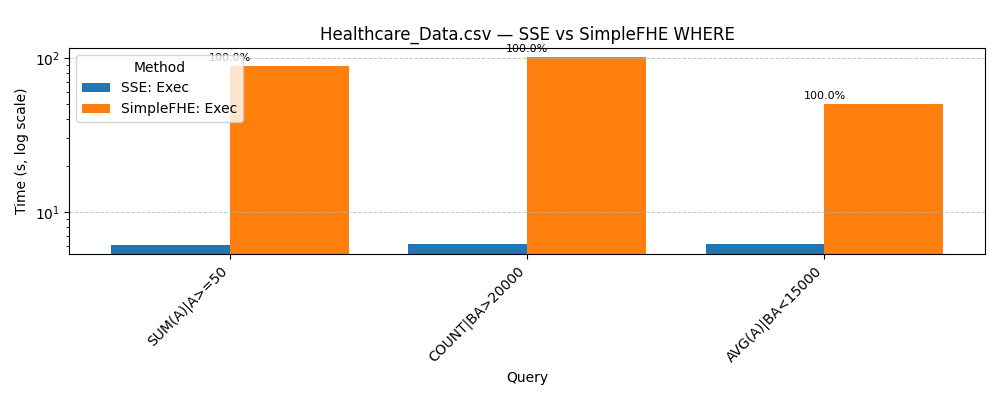 Healthcare_Data.csv — SSE vs SimpleFHE WHERE
100.0%
100.0%
100.0%
Method
SSE: Exec
SimpleFHE: Exec
Time (s, log scale)
10²
10¹
SUM(A)|A>=50
COUNT|BA>20000
AVG(A)|BA<15000
Query